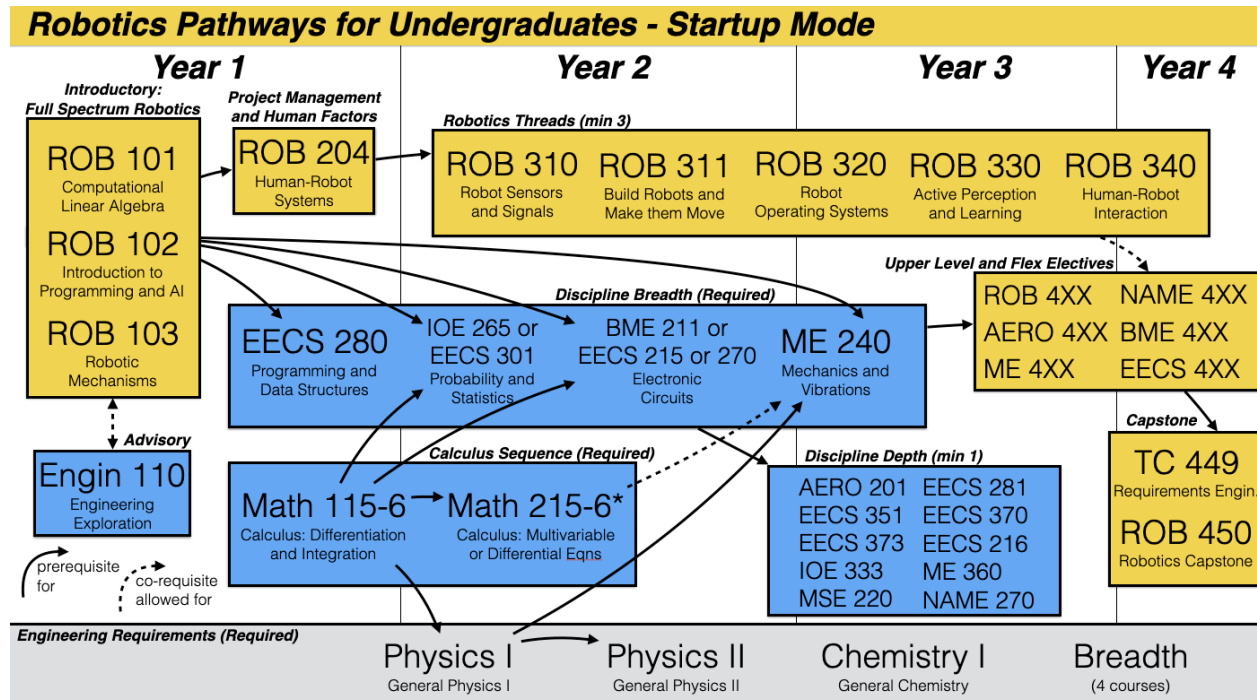 Robotics Pathways for Undergraduates - Startup Mode
Year 1
Year 2
Year 3
Year 4
Introductory:
Full Spectrum Robotics
ROB 101
Computational
Linear Algebra
ROB 102
Introduction to
Programming and AI
ROB 103
Robotic
Mechanisms
Project Management
and Human Factors
ROB 204
Human-Robot
Systems
Robotics Threads (min 3)
ROB 310
Robot Sensors
and Signals
ROB 311
Build Robots and
Make them Move
ROB 320
Robot
Operating Systems
ROB 330
Active Perception
and Learning
ROB 340
Human-Robot
Interaction
Upper Level and Flex Electives
ROB 4XX
NAME 4XX
AERO 4XX
BME 4XX
ME 4XX
EECS 4XX
Discipline Breadth (Required)
EECS 280
Programming and
Data Structures
IOE 265 or
EECS 301
Probability and
Statistics
BME 211 or
EECS 215 or 270
Electronic
Circuits
ME 240
Mechanics and
Vibrations
Advisory
Engin 110
Engineering
Exploration
Calculus Sequence (Required)
Math 115-6
Calculus: Differentiation
and Integration
Math 215-6*
Calculus: Multivariable
or Differential Eqns
Discipline Depth (min 1)
AERO 201
EECS 281
EECS 351
EECS 370
EECS 373
EECS 216
IOE 333
ME 360
MSE 220
NAME 270
Capstone
TC 449
Requirements Engin.
ROB 450
Robotics Capstone
prerequisite
for
co-requisite
allowed for
Engineering Requirements (Required)
Physics I
General Physics I
Physics II
General Physics II
Chemistry I
General Chemistry
Breadth
(4 courses)